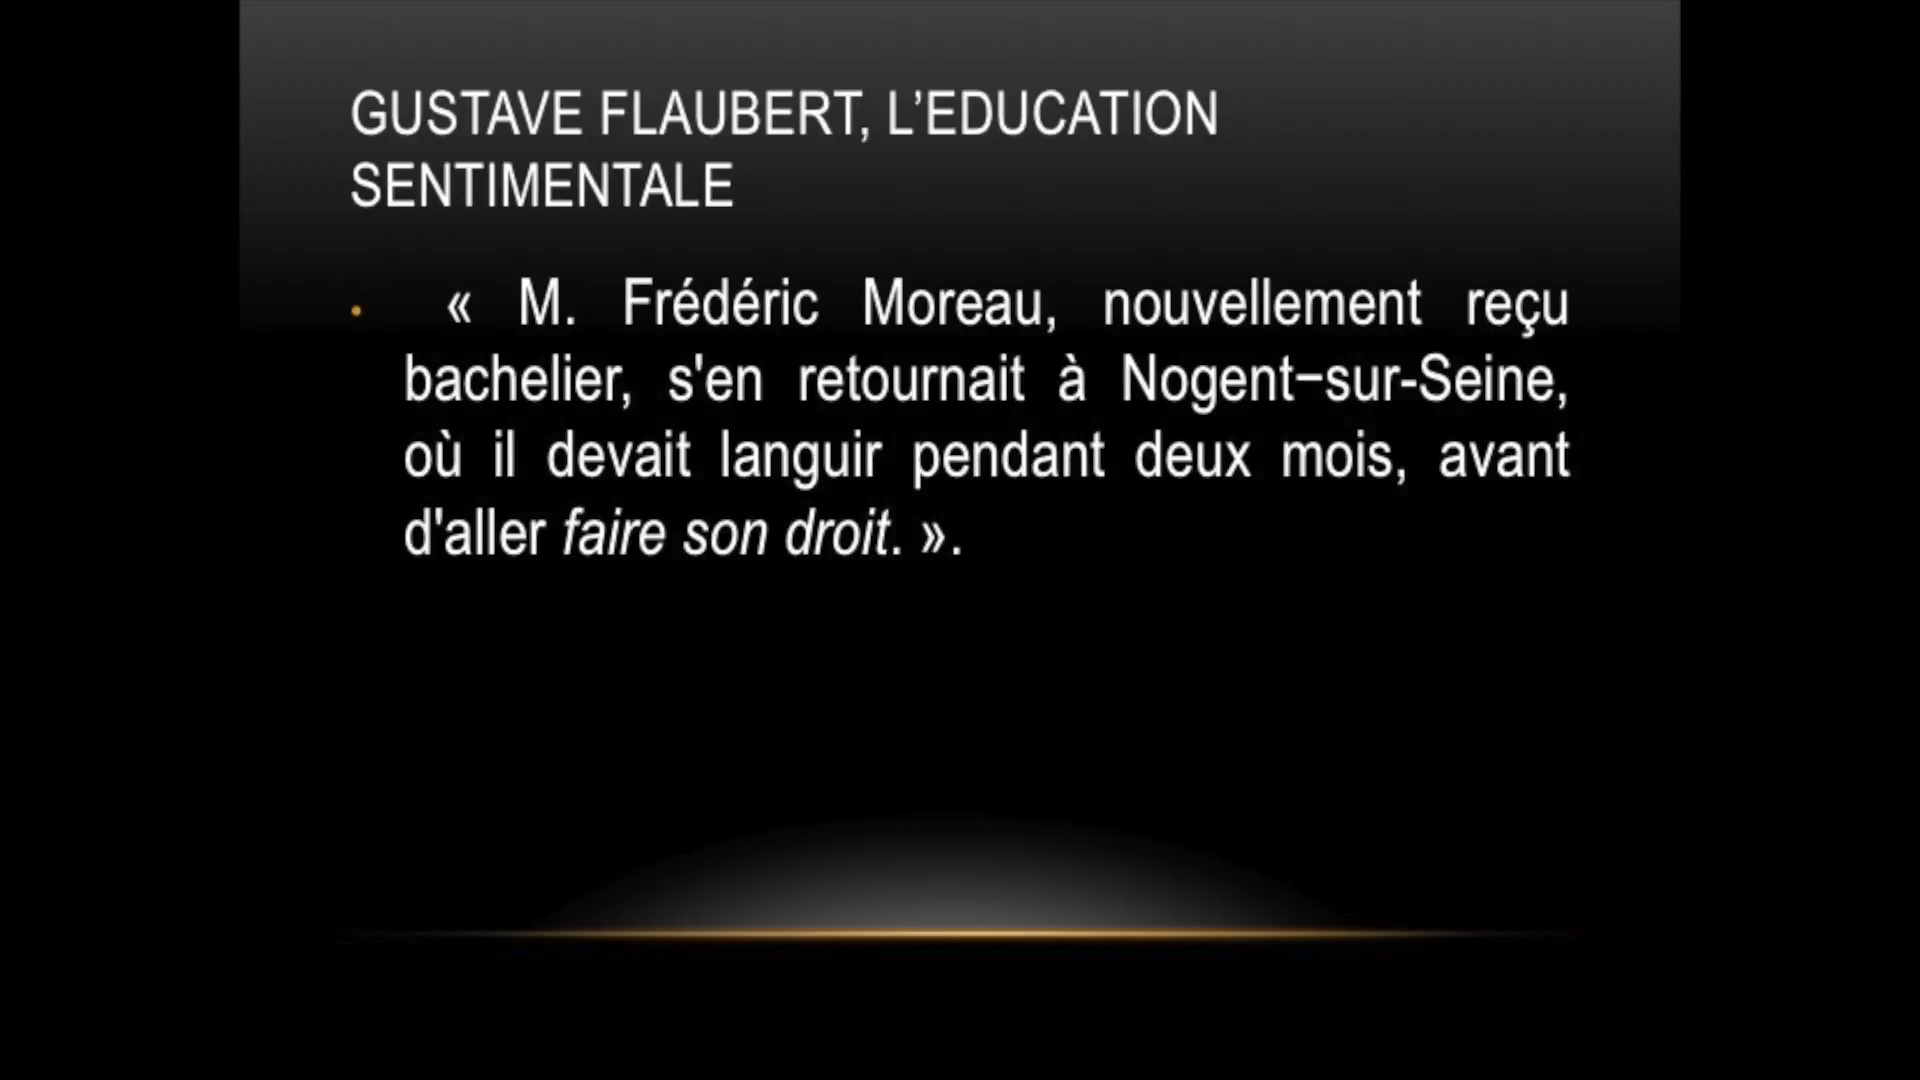 GUSTAVE FLAUBERT, L’EDUCATION
SENTIMENTALE
• « M. Frédéric Moreau, nouvellement reçu
bachelier, s'en retournait à Nogent−sur-Seine,
où il devait languir pendant deux mois, avant
d'aller faire son droit. ».